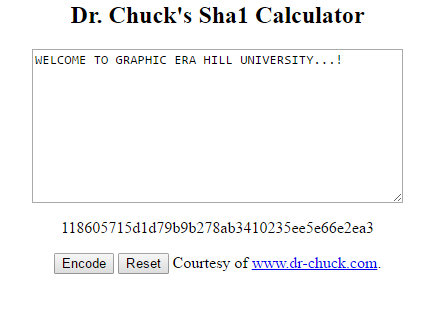 Dr. Chuck's Sha1 Calculator
WELCOME TO GRAPHIC ERA HILL UNIVERSITY...!
118605715d1d79b9b278ab3410235ee5e66e2ea3
Encode Reset Courtesy of www.dr-chuck.com.